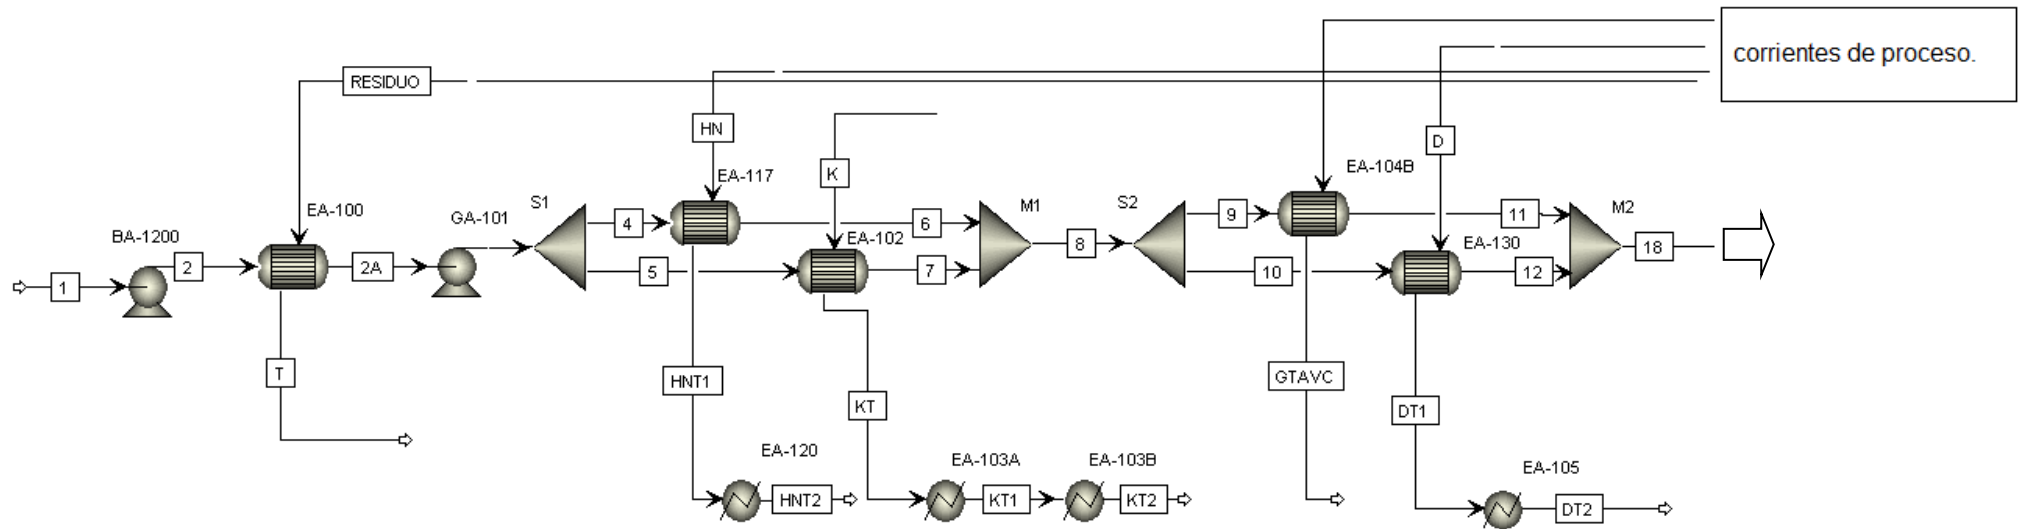 corrientes de proceso.
RESIDUO
HN
D
EA-104B
K
EA-117
S1
S2
M1
M2
EA-100
GA-101
4
6
9
11
BA-1200
EA-102
EA-130
8
18
2
2A
5
7
10
12
1
T
HNT1
GTAVC
KT
DT1
EA-120
EA-103A
EA-103B
EA-105
HNT2
KT1
KT2
DT2